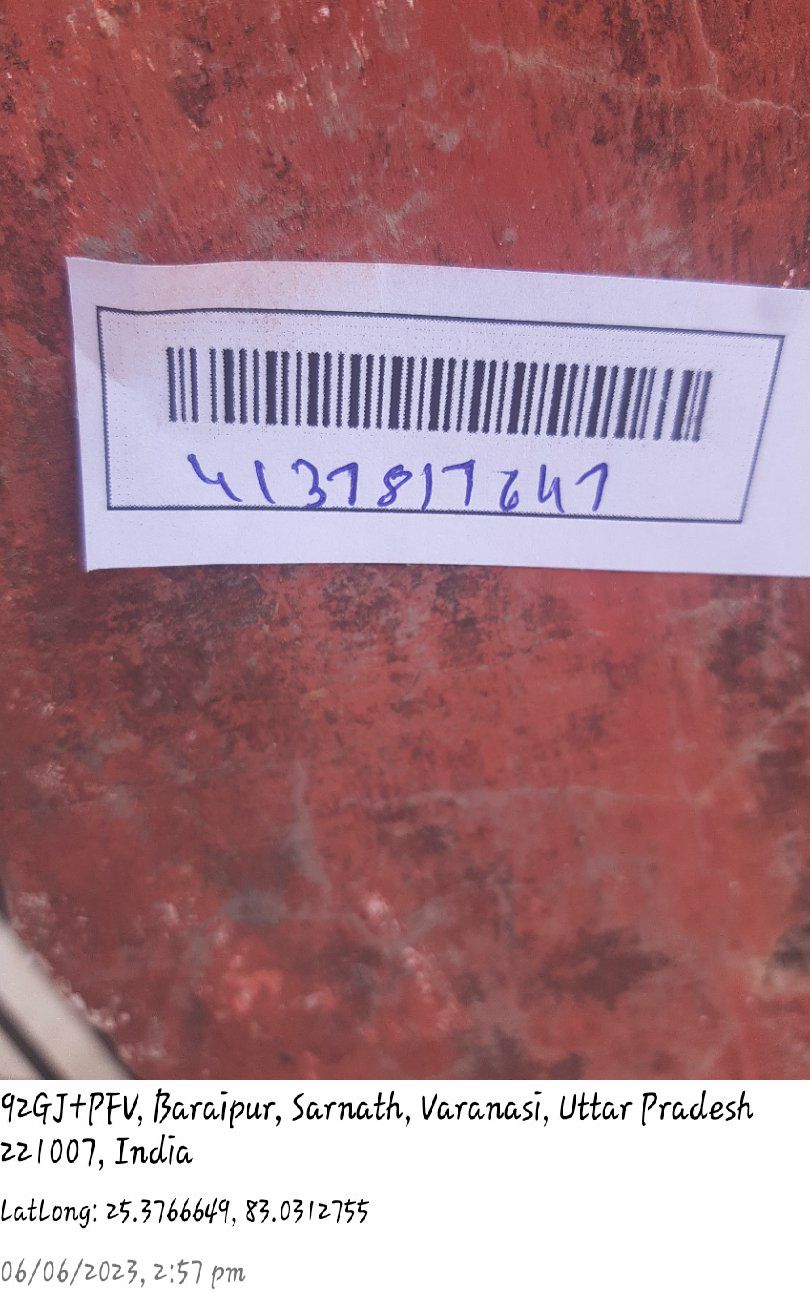 4137817647
92GJ+PFV, Baraipur, Sarnath, Varanasi, Uttar Pradesh
221007, India
LatLong: 25.3766649, 83.0312755
06/06/2023, 2:57 pm